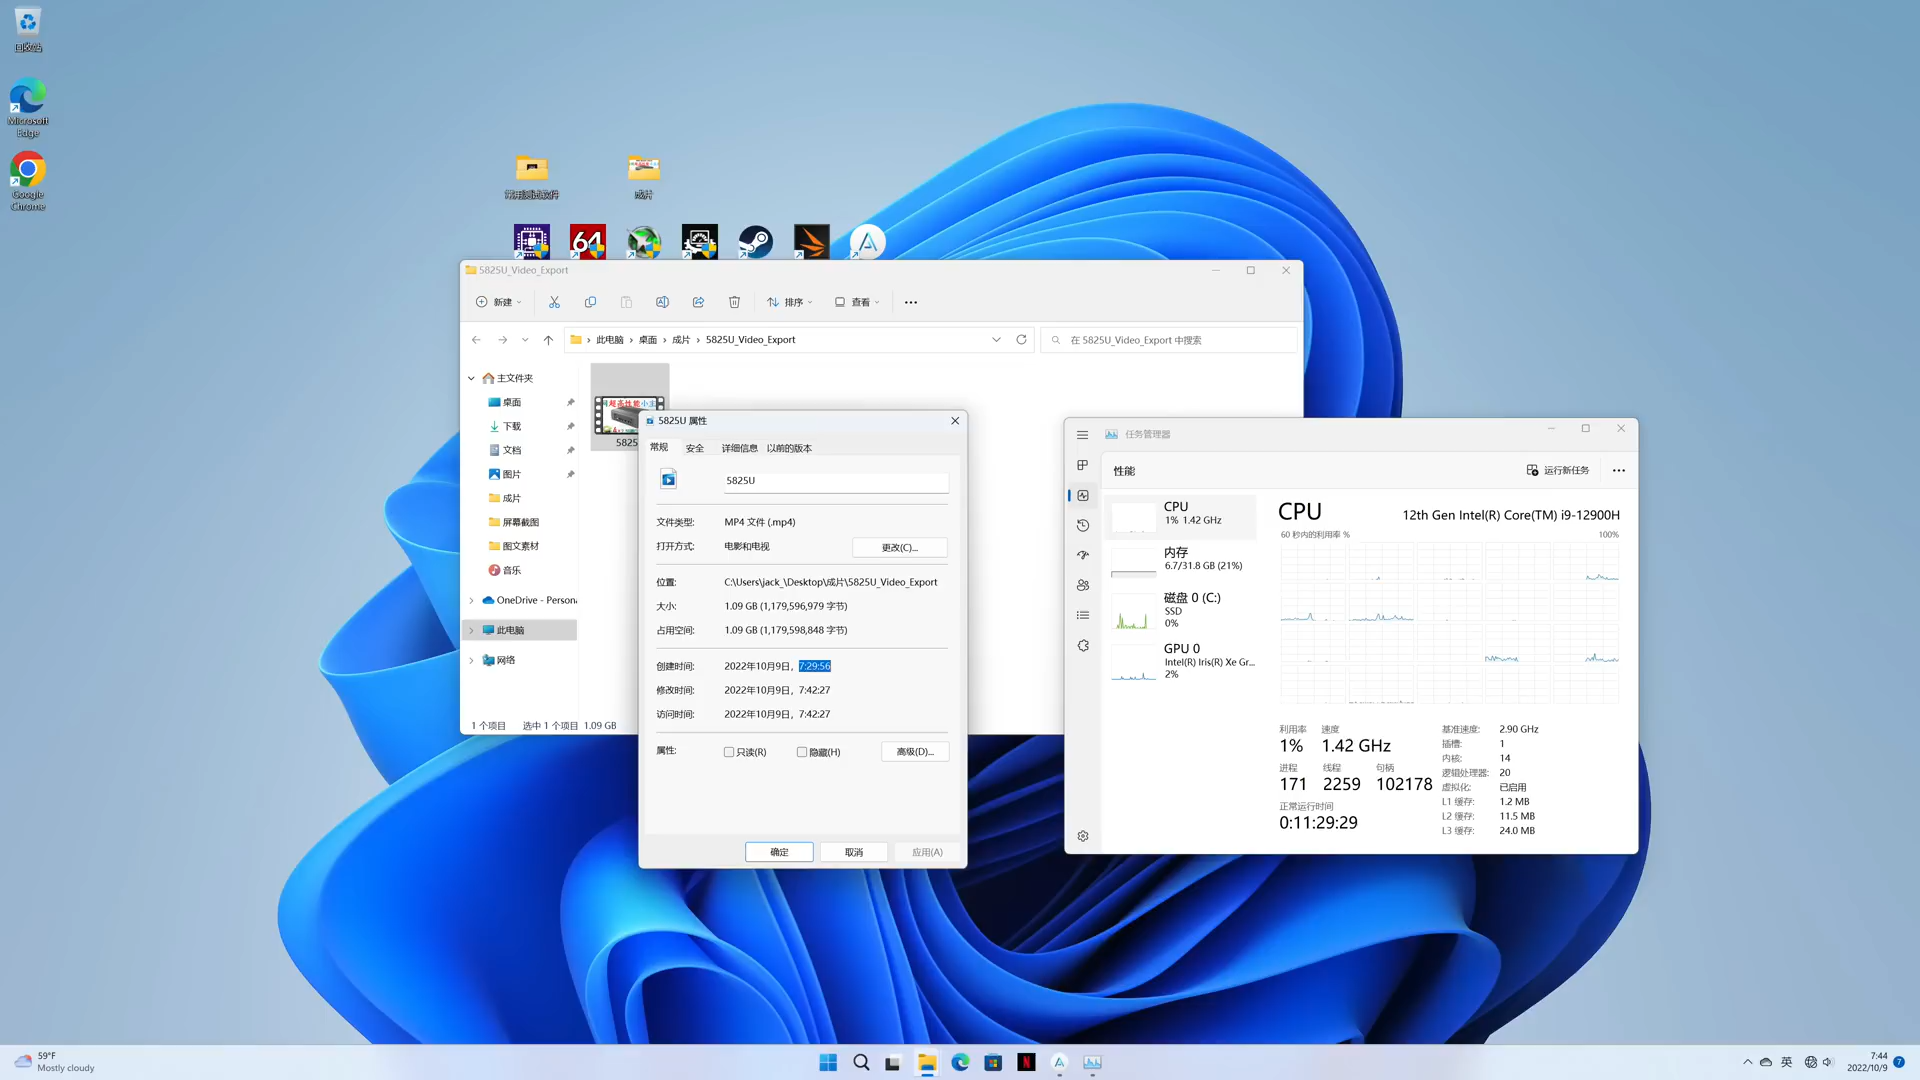 回收站
Microsoft
Edge
Google
Chrome
常用测试软件
成片
64
5825U_Video_Export
新建
排序
查看
此电脑 › 桌面 › 成片 › 5825U_Video_Export
在 5825U_Video_Export 中搜索
主文件夹
桌面
下载
文档
图片
成片
屏幕截图
图文素材
音乐
OneDrive - Persona
此电脑
网络
1 个项目
选中 1 个项目 1.09 GB
5825
5825U 属性
常规
安全
详细信息
以前的版本
5825U
文件类型:
MP4 文件 (.mp4)
打开方式:
电影和电视
更改(C)...
位置:
C:\Users\jack_\Desktop\成片\5825U_Video_Export
大小:
1.09 GB (1,179,596,979 字节)
占用空间:
1.09 GB (1,179,598,848 字节)
创建时间:
2022年10月9日，7:29:56
修改时间:
2022年10月9日，7:42:27
访问时间:
2022年10月9日，7:42:27
属性:
只读(R)
隐藏(H)
高级(D)...
确定
取消
应用(A)
任务管理器
性能
运行新任务
CPU
1% 1.42 GHz
内存
6.7/31.8 GB (21%)
磁盘 0 (C:)
SSD
0%
GPU 0
Intel(R) Iris(R) Xe Gr...
2%
CPU
12th Gen Intel(R) Core(TM) i9-12900H
60 秒内的利用率 %
100%
利用率
速度
1%
1.42 GHz
进程
线程
句柄
171
2259
102178
正常运行时间
0:11:29:29
基准速度:
2.90 GHz
插槽:
1
内核:
14
逻辑处理器:
20
虚拟化:
已启用
L1 缓存:
1.2 MB
L2 缓存:
11.5 MB
L3 缓存:
24.0 MB
59°F
Mostly cloudy
英
7:44
2022/10/9
7